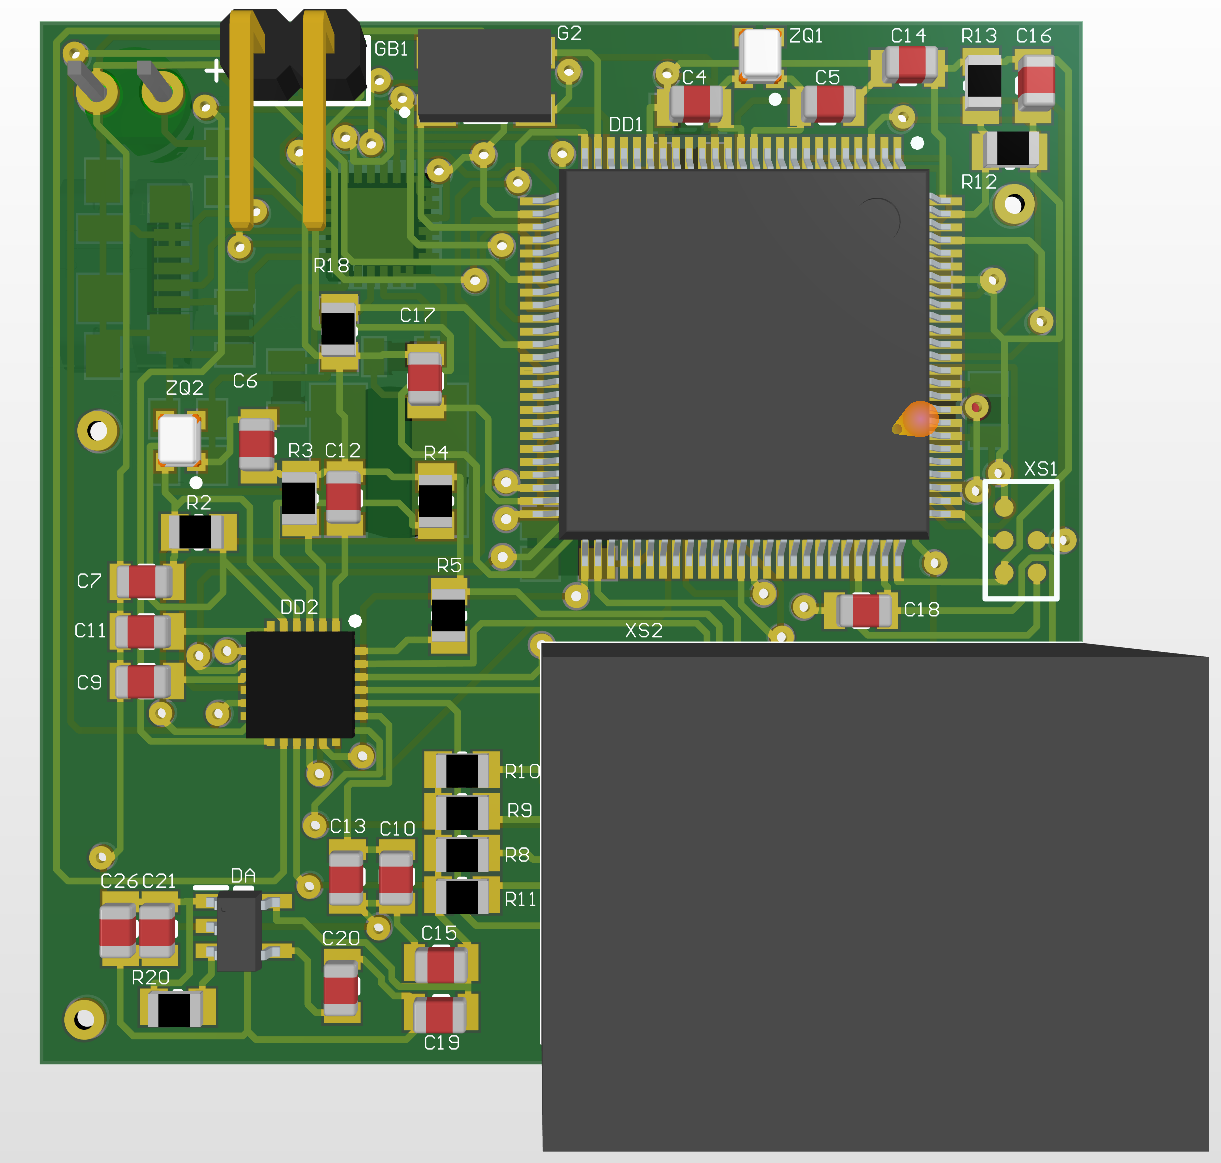 G2
ZQ1
C14
R13
C16
+
GB1
C4
C5
DD1
R12
R18
C17
C6
ZQ2
R3
C12
R4
XS1
R2
R5
C7
DD2
C18
C11
XS2
C9
R10
R9
C13
C10
R8
DA
C26
C21
R11
C15
C20
R20
C19